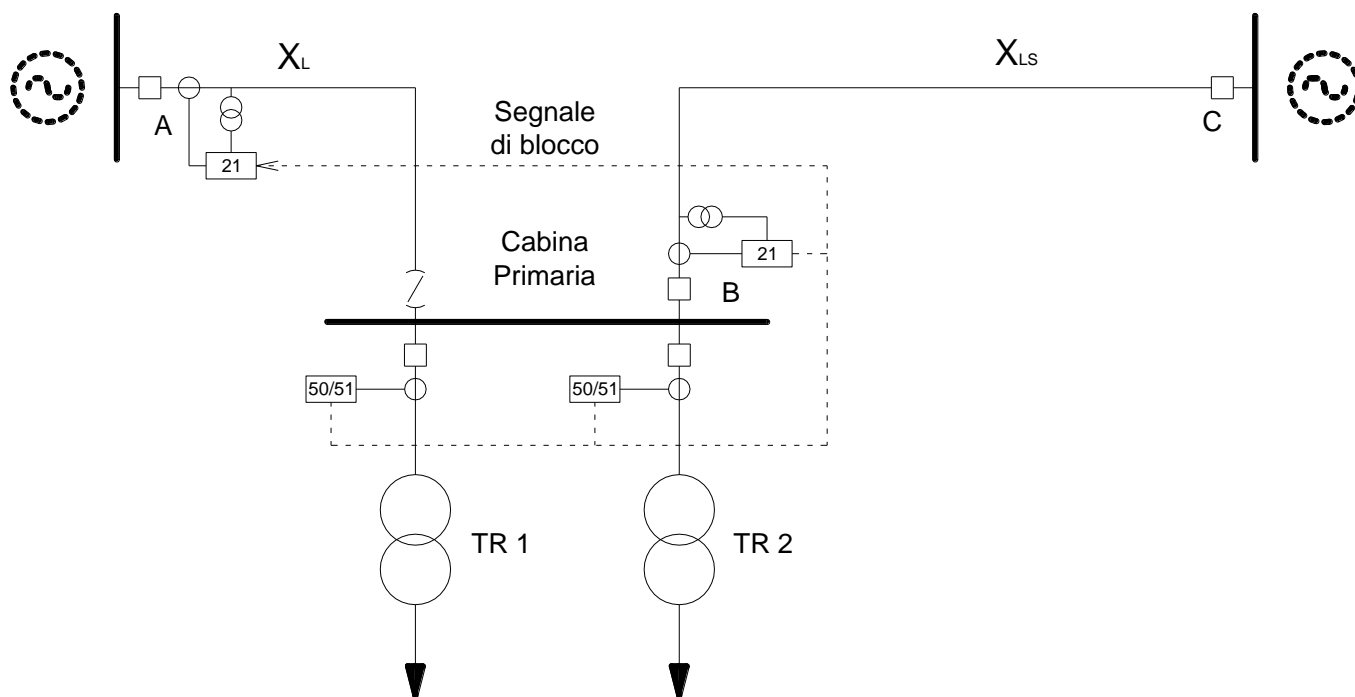 XL
XLS
Segnale
di blocco
A
C
21
Cabina
Primaria
21
B
50/51
50/51
TR 1
TR 2